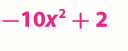 −10x² + 2